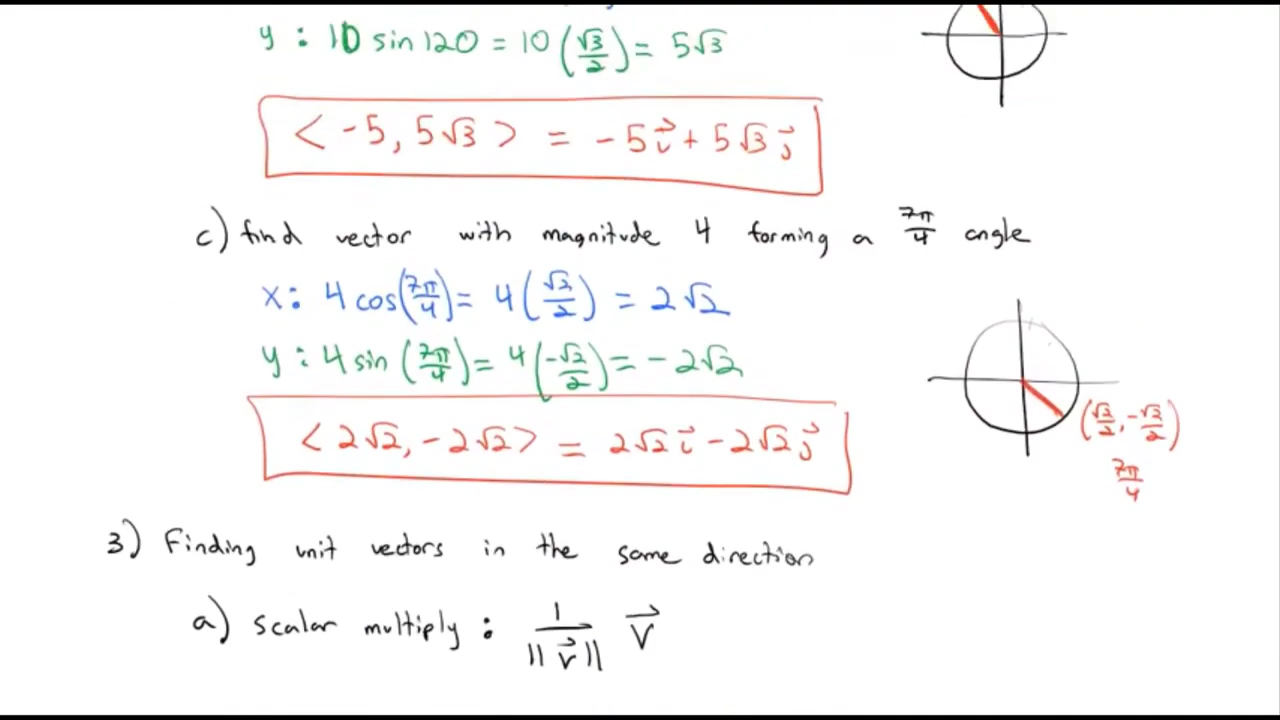 y : 10 sin 120 = 10 (√3/2) = 5√3
< -5, 5√3 > = -5i⃗ + 5√3 j⃗
c) find vector with magnitude 4 forming a 7π/4 angle
x: 4 cos(7π/4) = 4 (√2/2) = 2√2
y : 4 sin (7π/4) = 4 (-√2/2) = -2√2
< 2√2, -2√2 > = 2√2 i⃗ - 2√2 j⃗
(√2/2, -√2/2)
7π/4
3) Finding unit vectors in the same direction
a) scalar multiply : 1/||v⃗|| v⃗